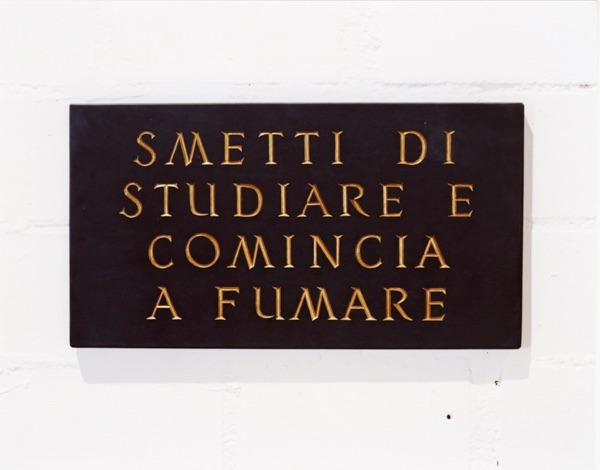 SMETTI DI
STUDIARE E
COMINCIA
A FUMARE